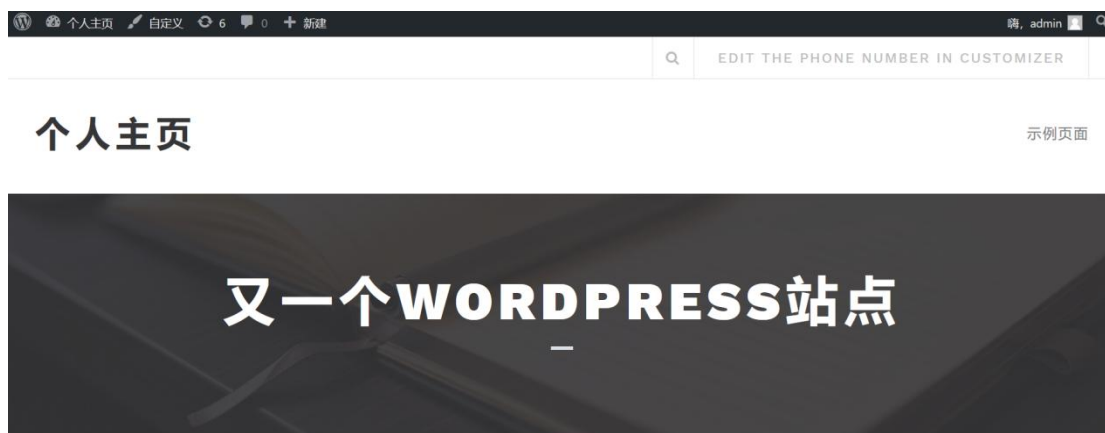 个人主页 自定义 6 0 新建 嗨，admin
EDIT THE PHONE NUMBER IN CUSTOMIZER
个人主页 示例页面
又一个WORDPRESS站点